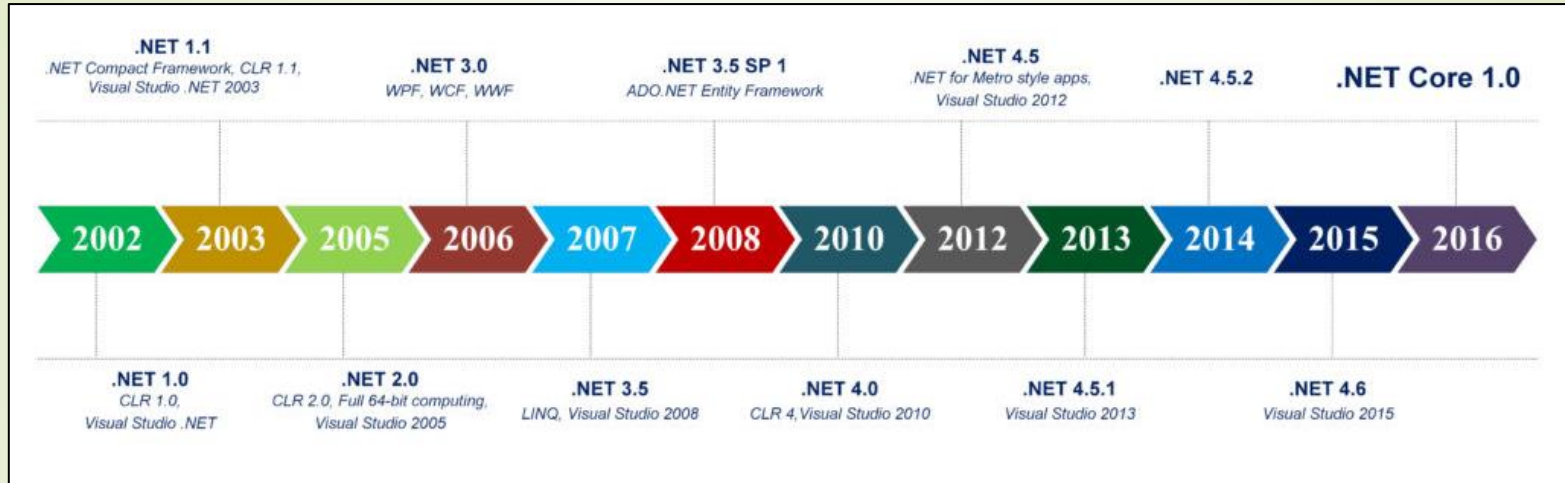 .NET 1.1
.NET Compact Framework, CLR 1.1,
Visual Studio .NET 2003
.NET 3.0
WPF, WCF, WWF
.NET 3.5 SP 1
ADO.NET Entity Framework
.NET 4.5
.NET for Metro style apps,
Visual Studio 2012
.NET 4.5.2
.NET Core 1.0
2002 2003 2005 2006 2007 2008 2010 2012 2013 2014 2015 2016
.NET 1.0
CLR 1.0,
Visual Studio .NET
.NET 2.0
CLR 2.0, Full 64-bit computing,
Visual Studio 2005
.NET 3.5
LINQ, Visual Studio 2008
.NET 4.0
CLR 4,Visual Studio 2010
.NET 4.5.1
Visual Studio 2013
.NET 4.6
Visual Studio 2015